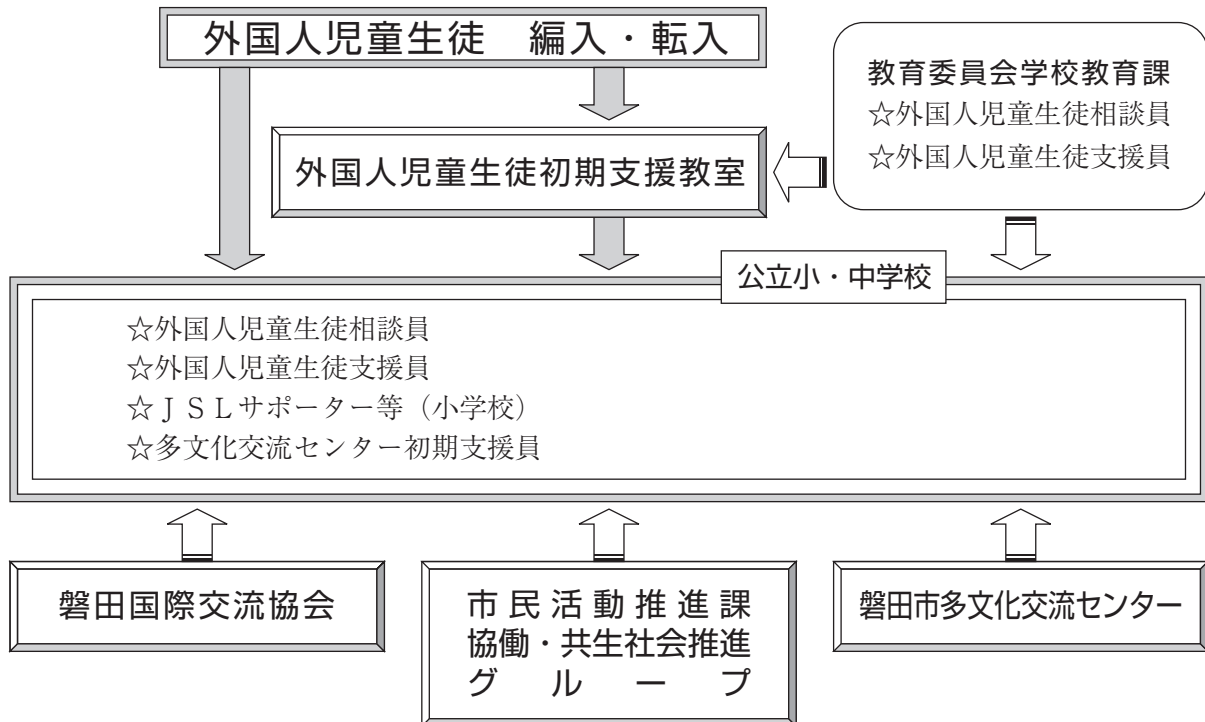 外国人児童生徒　編入・転入
教育委員会学校教育課
☆外国人児童生徒相談員
☆外国人児童生徒支援員
外国人児童生徒初期支援教室
公立小・中学校
☆外国人児童生徒相談員
☆外国人児童生徒支援員
☆ＪＳＬサポーター等（小学校）
☆多文化交流センター初期支援員
磐田国際交流協会
市民活動推進課
協働・共生社会推進
グループ
磐田市多文化交流センター